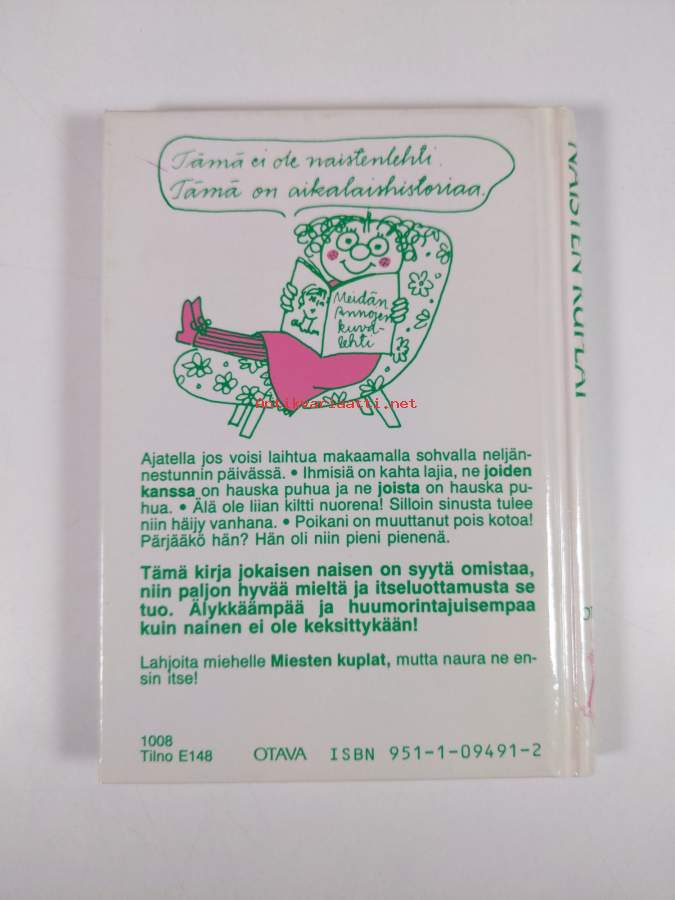 Tämä ei ole naistenlehti.
Tämä on aikalaishistoriaa.
Meidän
Annojen
kuva-
lehti
antikvariaatti.net
NAISTEN KUPLAT
Ajatella jos voisi laihtua makaamalla sohvalla neljän-
nestunnin päivässä. • Ihmisiä on kahta lajia, ne joiden
kanssa on hauska puhua ja ne joista on hauska pu-
hua. • Älä ole liian kiltti nuorena! Silloin sinusta tulee
niin häijy vanhana. • Poikani on muuttanut pois kotoa!
Pärjääkö hän? Hän oli niin pieni pienenä.
Tämä kirja jokaisen naisen on syytä omistaa,
niin paljon hyvää mieltä ja itseluottamusta se
tuo. Älykkäämpää ja huumorintajuisempaa
kuin nainen ei ole keksittykään!
Lahjoita miehelle Miesten kuplat, mutta naura ne en-
sin itse!
1008
Tilno E148
OTAVA ISBN 951-1-09491-2